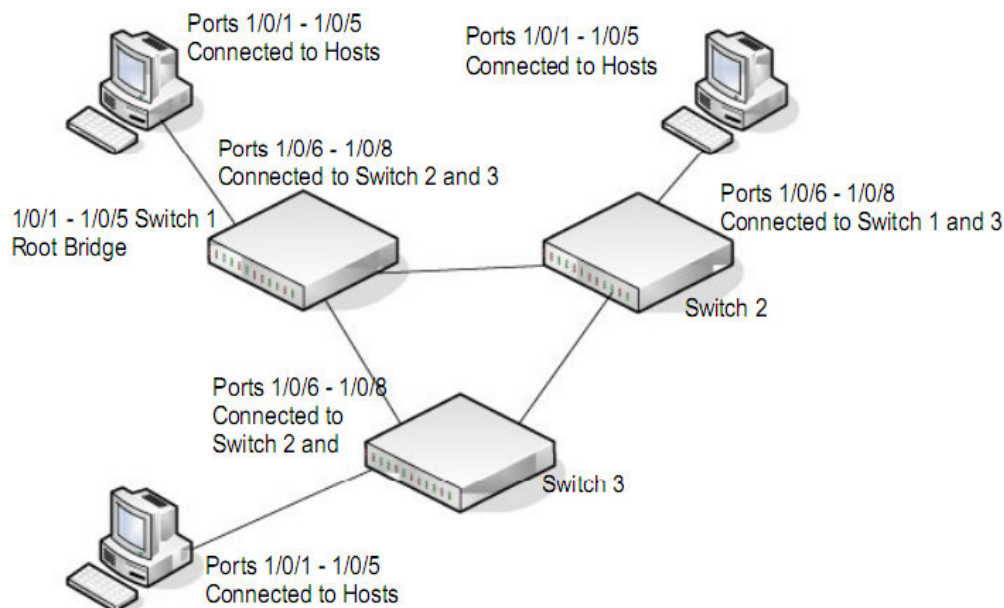 Ports 1/0/1 - 1/0/5
Connected to Hosts
Ports 1/0/1 - 1/0/5
Connected to Hosts
Ports 1/0/6 - 1/0/8
Connected to Switch 2 and 3
Ports 1/0/6 - 1/0/8
Connected to Switch 1 and 3
1/0/1 - 1/0/5 Switch 1
Root Bridge
Switch 2
Ports 1/0/6 - 1/0/8
Connected to
Switch 2 and
Switch 3
Ports 1/0/1 - 1/0/5
Connected to Hosts